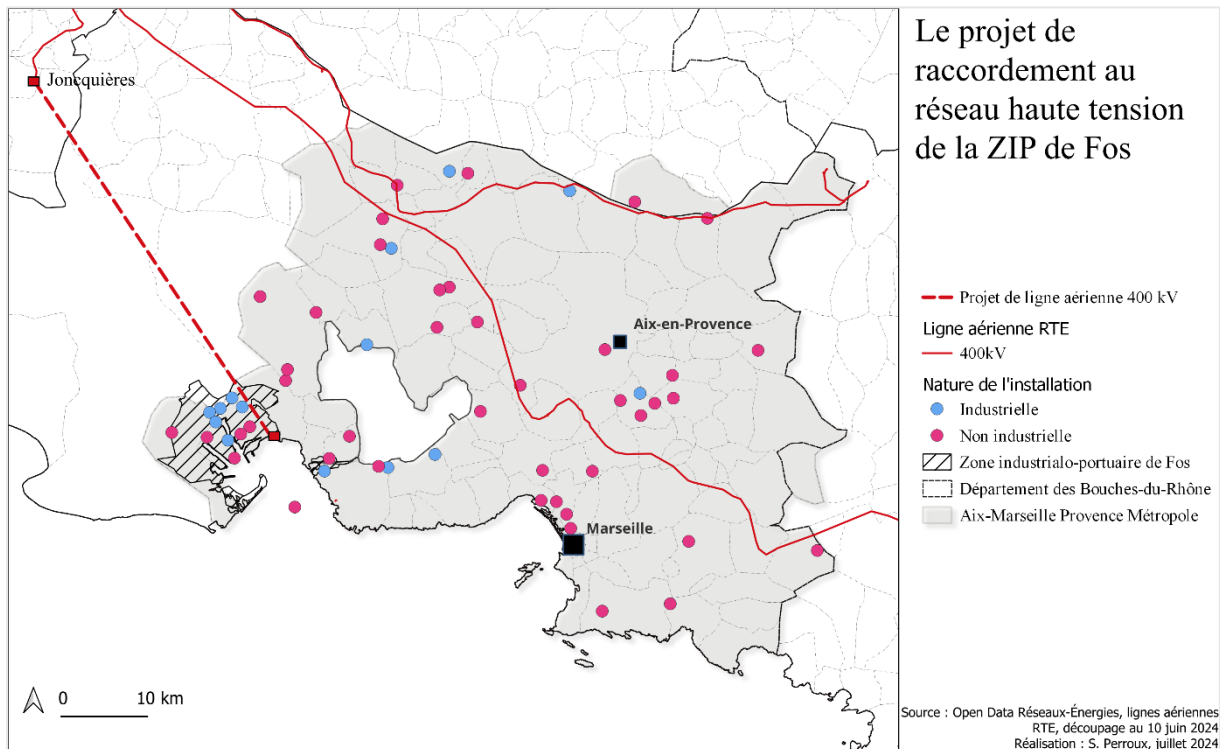 Le projet de
raccordement au
réseau haute tension
de la ZIP de Fos
Joncquières
Aix-en-Provence
Marseille
0 10 km
Projet de ligne aérienne 400 kV
Ligne aérienne RTE
400kV
Nature de l'installation
Industrielle
Non industrielle
Zone industrialo-portuaire de Fos
Département des Bouches-du-Rhône
Aix-Marseille Provence Métropole
Source : Open Data Réseaux-Énergies, lignes aériennes
RTE, découpage au 10 juin 2024
Réalisation : S. Perroux, juillet 2024